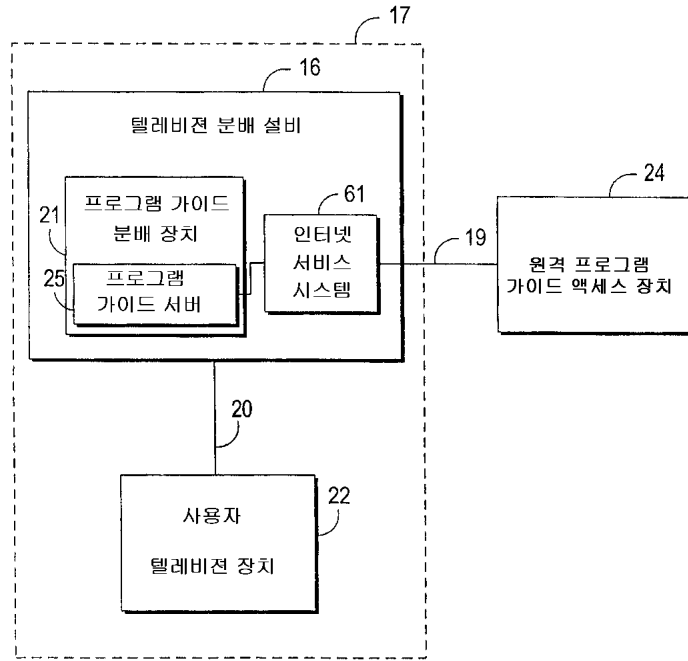 17
16
텔레비젼 분배 설비
21
프로그램 가이드
분배 장치
25
프로그램
가이드 서버
61
인터넷
서비스
시스템
19
24
원격 프로그램
가이드 액세스 장치
20
22
사용자
텔레비젼 장치